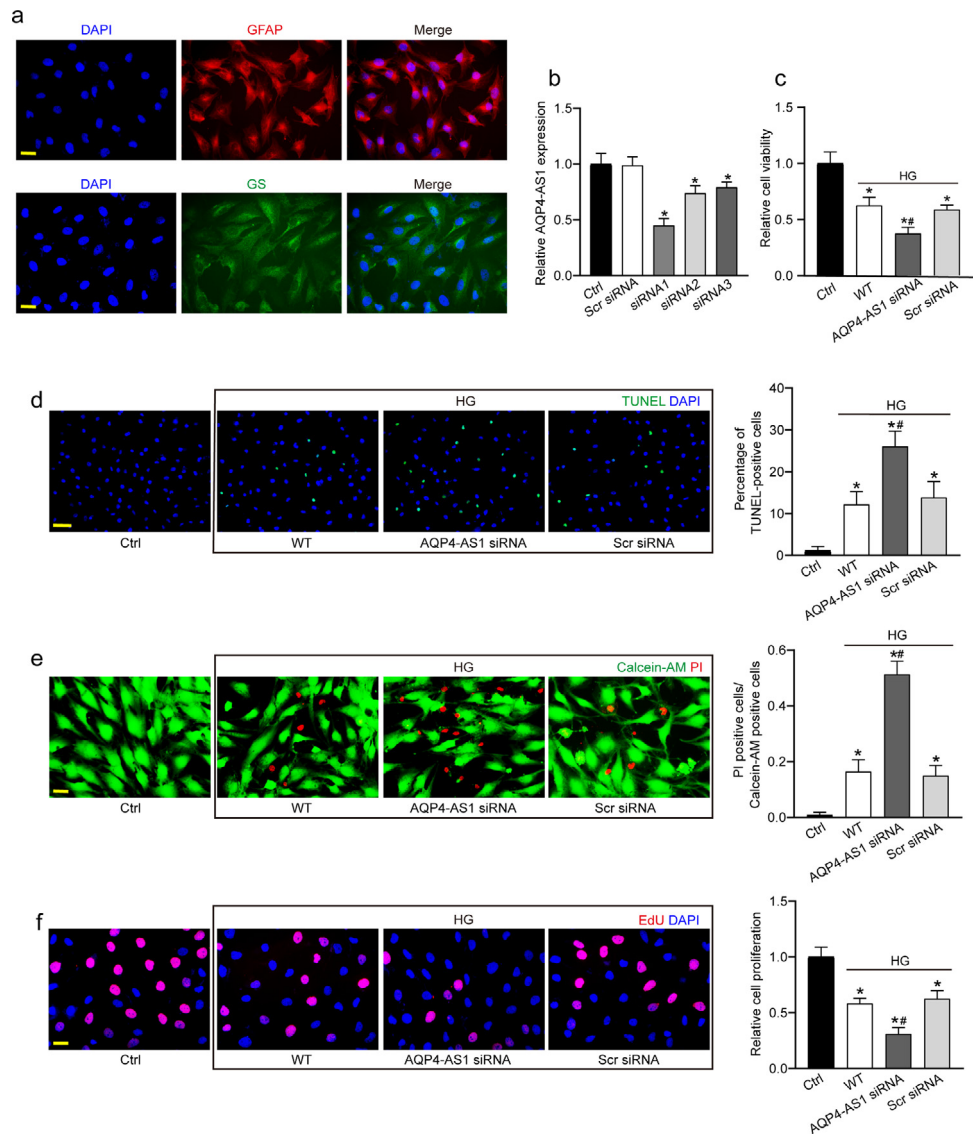 a
DAPI
GFAP
Merge
DAPI
GS
Merge
b
Relative AQP4-AS1 expression
1.5
1.0
0.5
0.0
*
*
*
Ctrl
Scr siRNA
siRNA1
siRNA2
siRNA3
c
Relative cell viability
1.5
1.0
0.5
0.0
HG
*
*#
*
Ctrl
WT
AQP4-AS1 siRNA
Scr siRNA
d
HG
TUNEL DAPI
Ctrl
WT
AQP4-AS1 siRNA
Scr siRNA
Percentage of
TUNEL-positive cells
40
30
20
10
0
HG
*
*#
*
Ctrl
WT
AQP4-AS1 siRNA
Scr siRNA
e
HG
Calcein-AM PI
Ctrl
WT
AQP4-AS1 siRNA
Scr siRNA
PI positive cells/
Calcein-AM positive cells
0.6
0.4
0.2
0.0
HG
*
*#
*
Ctrl
WT
AQP4-AS1 siRNA
Scr siRNA
f
HG
EdU DAPI
Ctrl
WT
AQP4-AS1 siRNA
Scr siRNA
Relative cell proliferation
1.5
1.0
0.5
0.0
HG
*
*#
*
Ctrl
WT
AQP4-AS1 siRNA
Scr siRNA